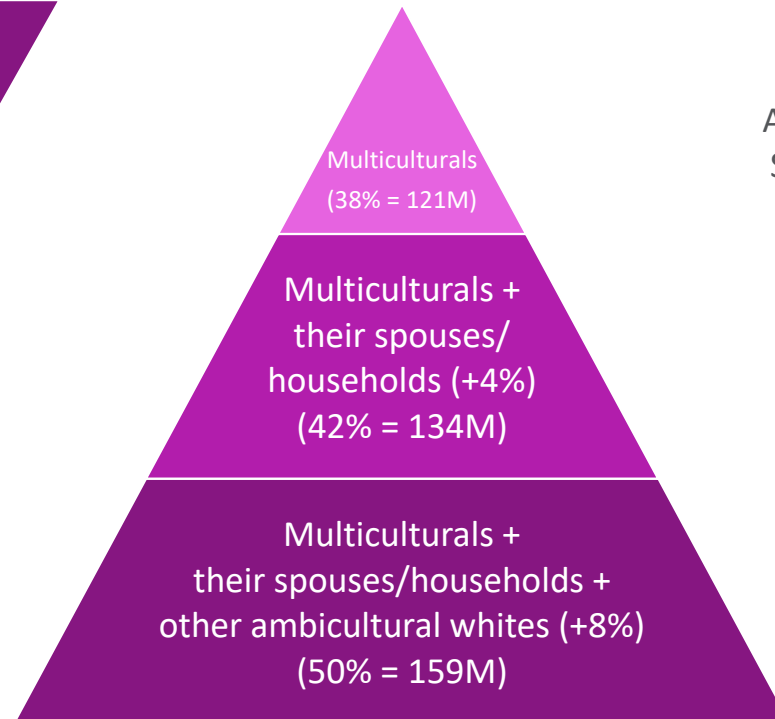 Multiculturals
(38% = 121M)
Multiculturals +
their spouses/
households (+4%)
(42% = 134M)
Multiculturals +
their spouses/households +
other ambicultural whites (+8%)
(50% = 159M)